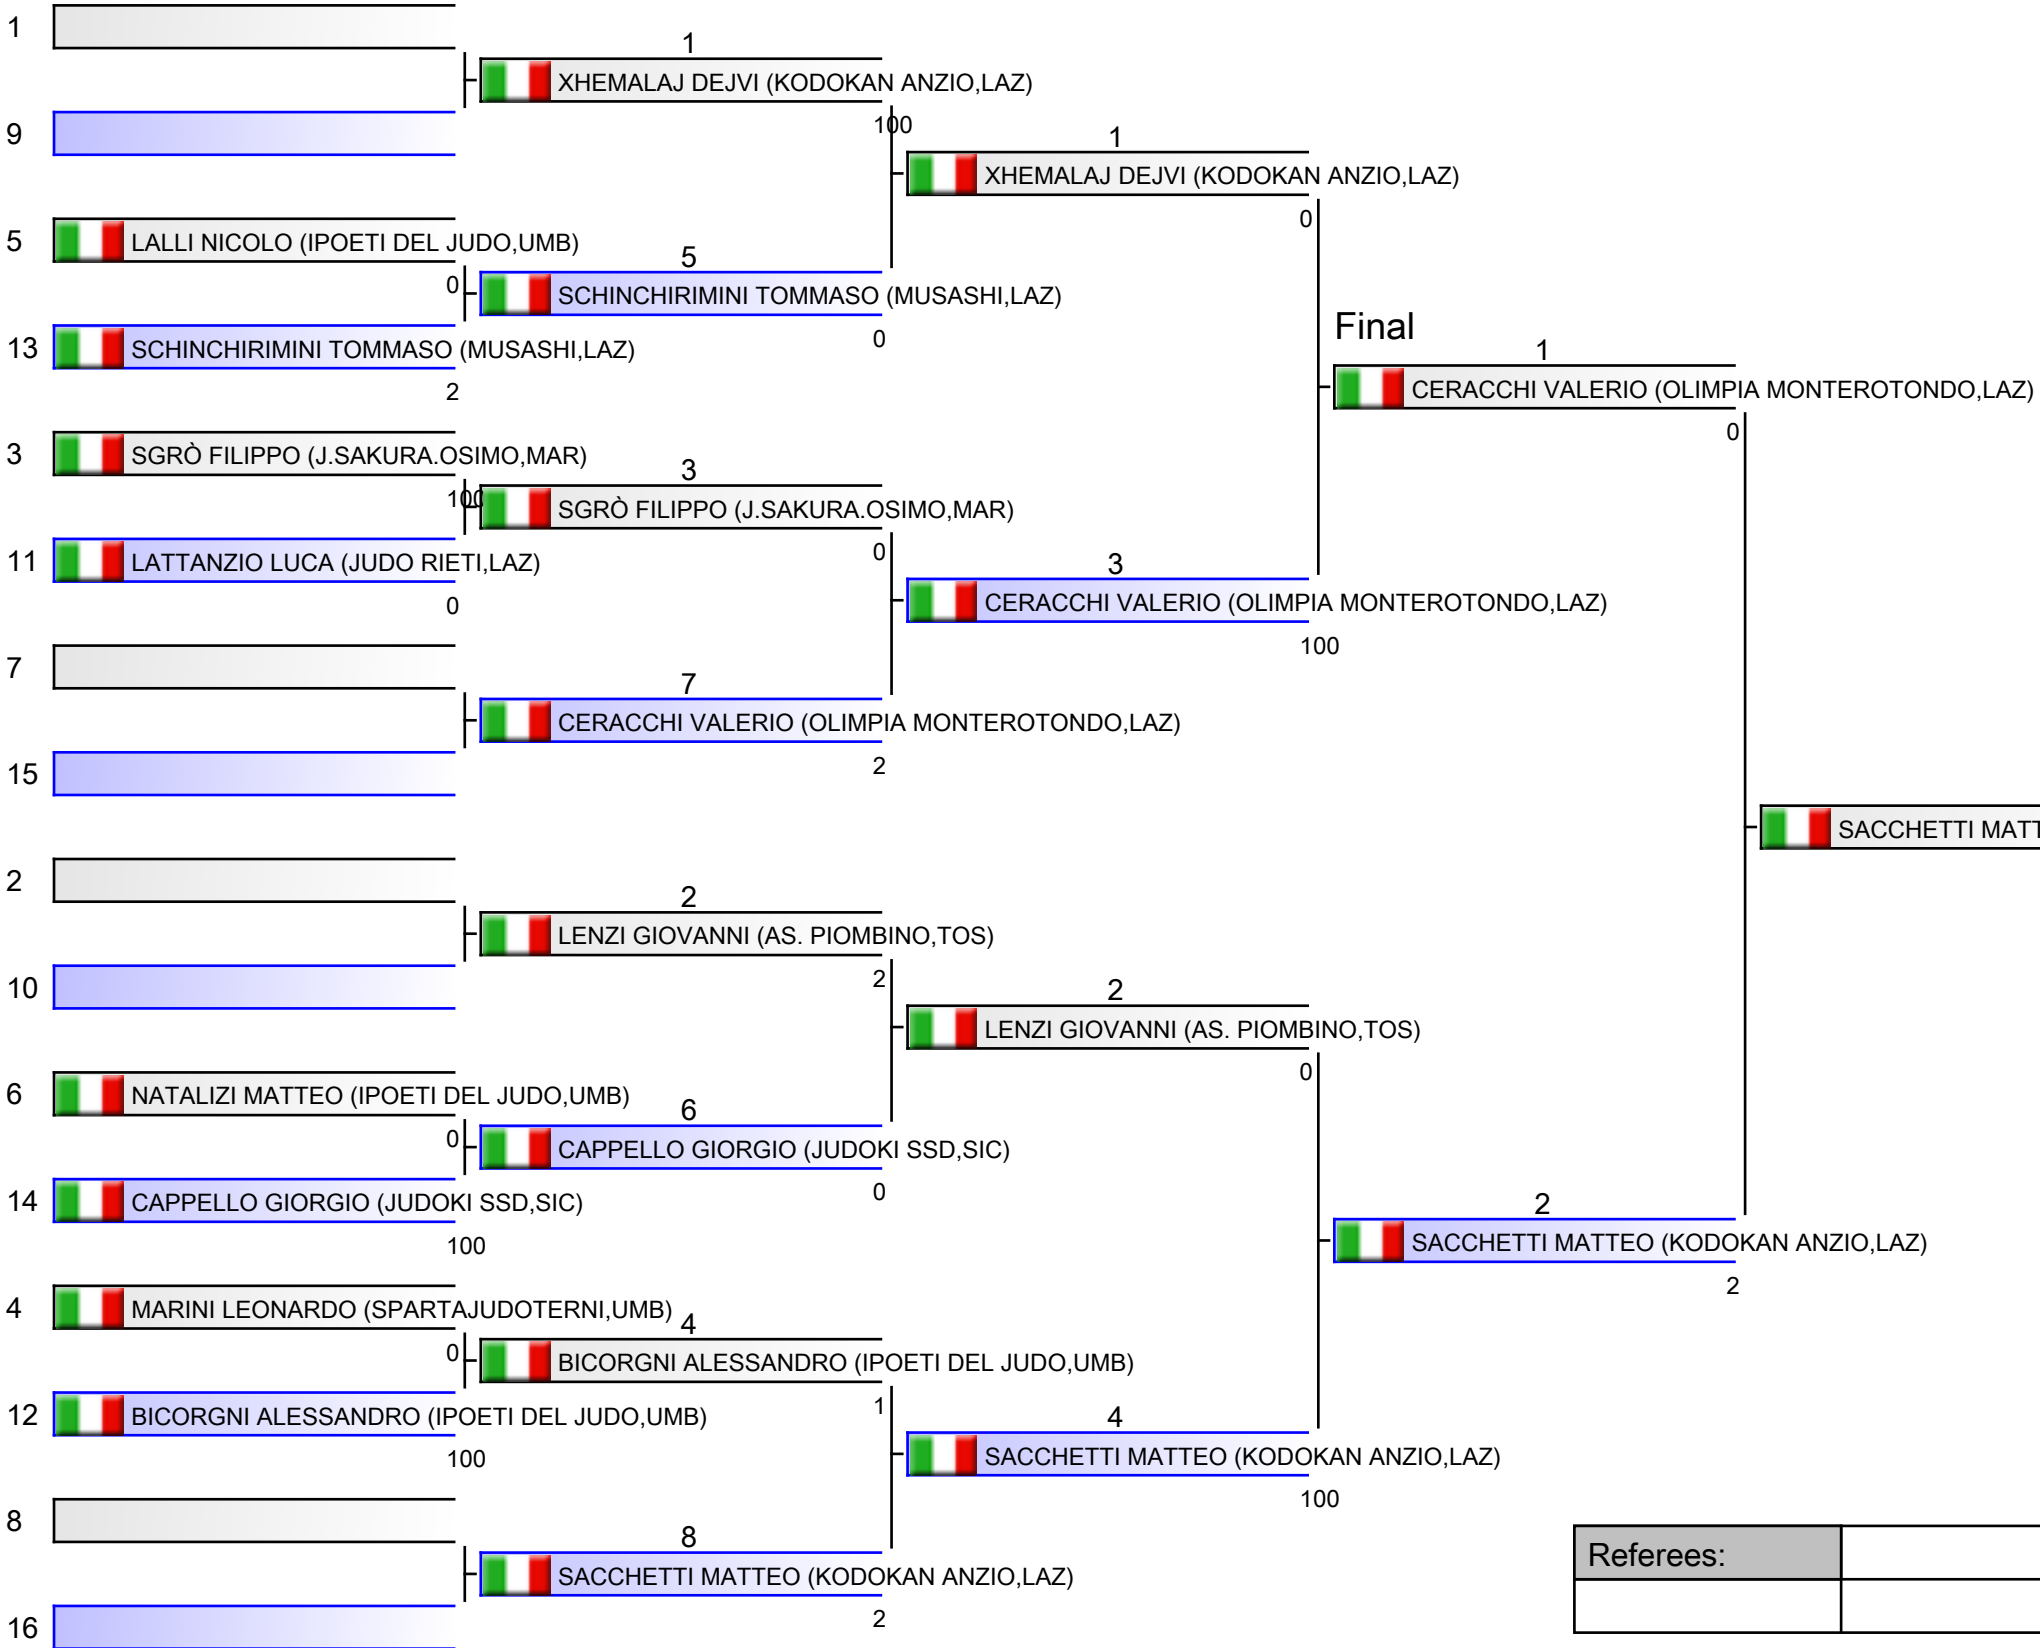 1
1
XHEMALAJ DEJVI (KODOKAN ANZIO,LAZ)
100
9
1
XHEMALAJ DEJVI (KODOKAN ANZIO,LAZ)
0
5 LALLI NICOLO (IPOETI DEL JUDO,UMB)
0
5
SCHINCHIRIMINI TOMMASO (MUSASHI,LAZ)
0
13 SCHINCHIRIMINI TOMMASO (MUSASHI,LAZ)
2
Final
1
CERACCHI VALERIO (OLIMPIA MONTEROTONDO,LAZ)
0
3 SGRÒ FILIPPO (J.SAKURA.OSIMO,MAR)
100
3
SGRÒ FILIPPO (J.SAKURA.OSIMO,MAR)
0
11 LATTANZIO LUCA (JUDO RIETI,LAZ)
0
3
CERACCHI VALERIO (OLIMPIA MONTEROTONDO,LAZ)
100
7
7
CERACCHI VALERIO (OLIMPIA MONTEROTONDO,LAZ)
2
15
SACCHETTI MATT
2
2
LENZI GIOVANNI (AS. PIOMBINO,TOS)
2
10
2
LENZI GIOVANNI (AS. PIOMBINO,TOS)
0
6 NATALIZI MATTEO (IPOETI DEL JUDO,UMB)
0
6
CAPPELLO GIORGIO (JUDOKI SSD,SIC)
0
14 CAPPELLO GIORGIO (JUDOKI SSD,SIC)
100
2
SACCHETTI MATTEO (KODOKAN ANZIO,LAZ)
2
4 MARINI LEONARDO (SPARTAJUDOTERNI,UMB)
0
4
BICORGNI ALESSANDRO (IPOETI DEL JUDO,UMB)
1
12 BICORGNI ALESSANDRO (IPOETI DEL JUDO,UMB)
100
4
SACCHETTI MATTEO (KODOKAN ANZIO,LAZ)
100
8
8
SACCHETTI MATTEO (KODOKAN ANZIO,LAZ)
2
16
Referees: